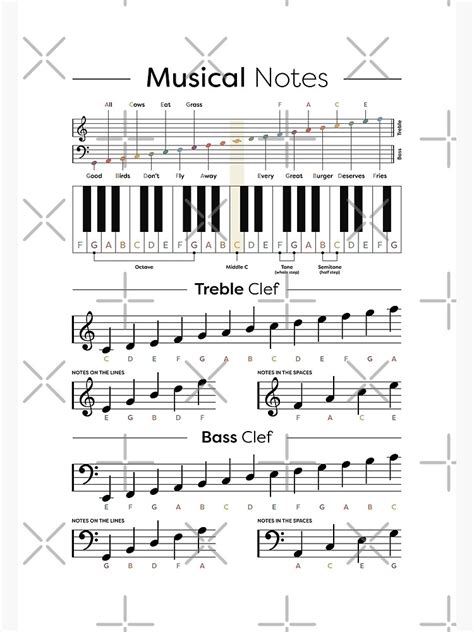 Musical Notes
All Cows Eat Grass F A C E
Treble
Bass
Good Birds Don't Fly Away Every Great Burger Deserves Fries
F G A B C D E F G A B C D E F G A B C D E F G
Octave Middle C Tone Semitone
(whole step) (half step)
Treble Clef
C D E F G A B C D E F G A
NOTES ON THE LINES NOTES IN THE SPACES
E G B D F F A C E
Bass Clef
E F G A B C D E F G A B C
NOTES ON THE LINES NOTES IN THE SPACES
G B D F A A C E G